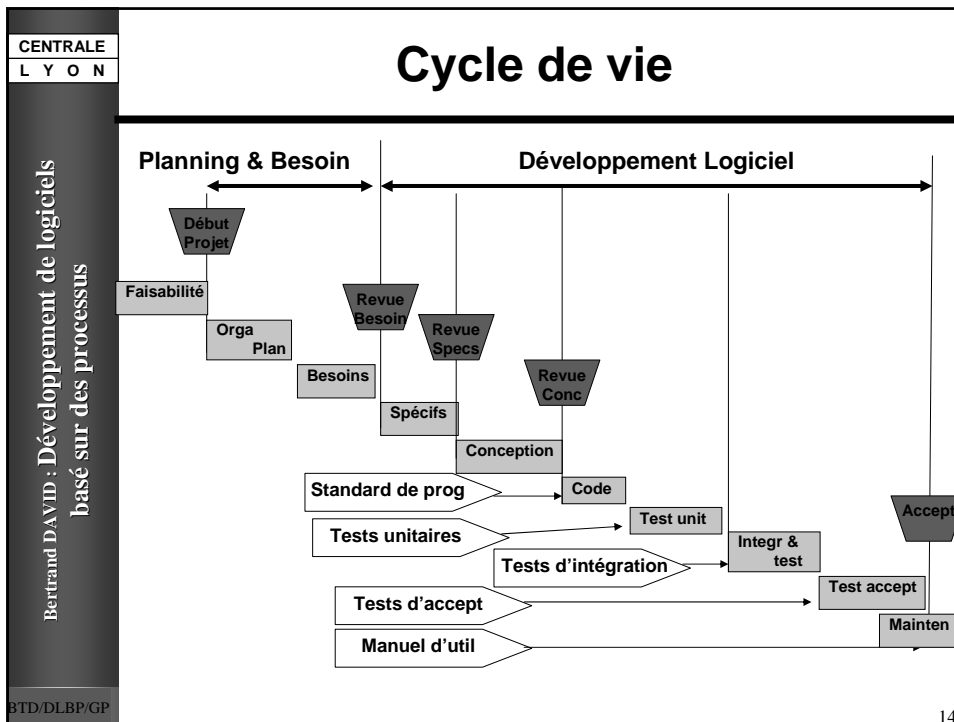 CENTRALE
L Y O N
Cycle de vie
Bertrand DAVID : Développement de logiciels
basé sur des processus
Planning & Besoin
Développement Logiciel
Début
Projet
Faisabilité
Revue
Besoin
Orga
Plan
Revue
Specs
Besoins
Revue
Conc
Spécifs
Conception
Standard de prog
Code
Tests unitaires
Test unit
Accept
Integr &
test
Tests d'intégration
Test accept
Tests d'accept
Mainten
Manuel d'util
BTD/DLBP/GP
14